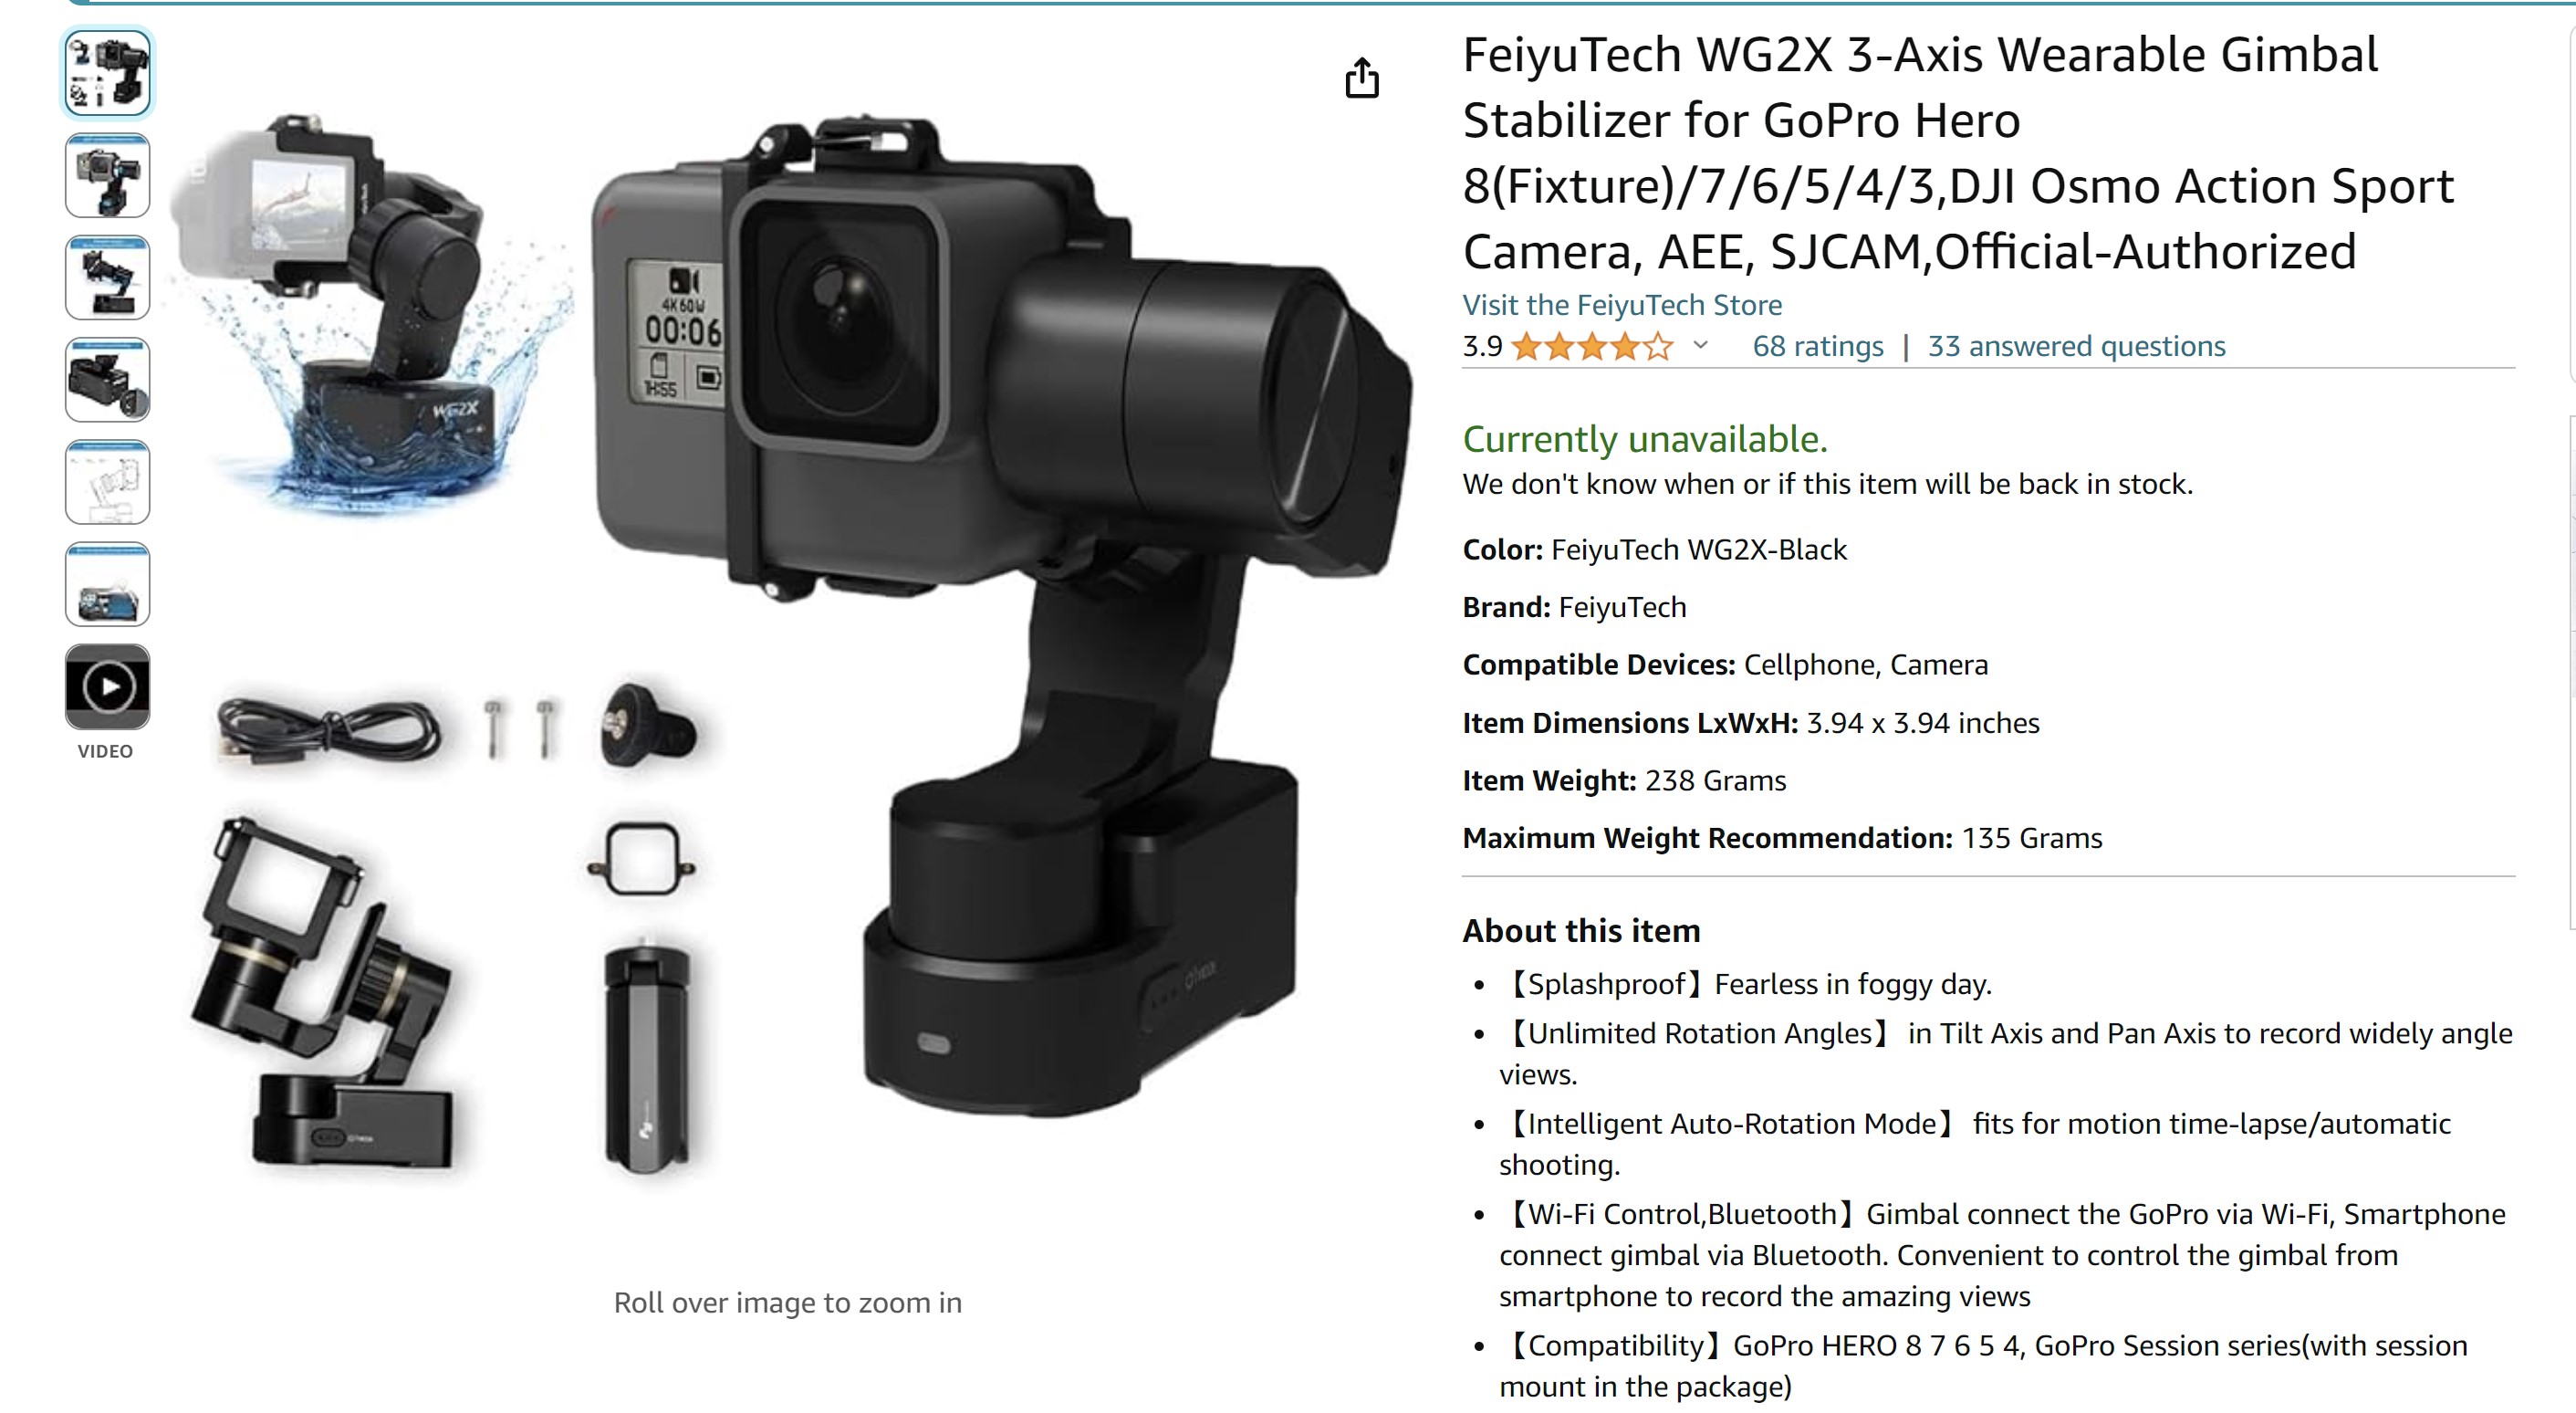 FeiyuTech WG2X 3-Axis Wearable Gimbal
Stabilizer for GoPro Hero
8(Fixture)/7/6/5/4/3,DJI Osmo Action Sport
Camera, AEE, SJCAM,Official-Authorized
Visit the FeiyuTech Store
3.9 68 ratings | 33 answered questions
Currently unavailable.
We don't know when or if this item will be back in stock.
Color: FeiyuTech WG2X-Black
Brand: FeiyuTech
Compatible Devices: Cellphone, Camera
Item Dimensions LxWxH: 3.94 x 3.94 inches
Item Weight: 238 Grams
Maximum Weight Recommendation: 135 Grams
About this item
• 【Splashproof】Fearless in foggy day.
• 【Unlimited Rotation Angles】 in Tilt Axis and Pan Axis to record widely angle
views.
• 【Intelligent Auto-Rotation Mode】 fits for motion time-lapse/automatic
shooting.
• 【Wi-Fi Control,Bluetooth】Gimbal connect the GoPro via Wi-Fi, Smartphone
connect gimbal via Bluetooth. Convenient to control the gimbal from
smartphone to record the amazing views
• 【Compatibility】GoPro HERO 8 7 6 5 4, GoPro Session series(with session
mount in the package)
VIDEO
WG2X
4K 60W
00:06
1H:55
Roll over image to zoom in